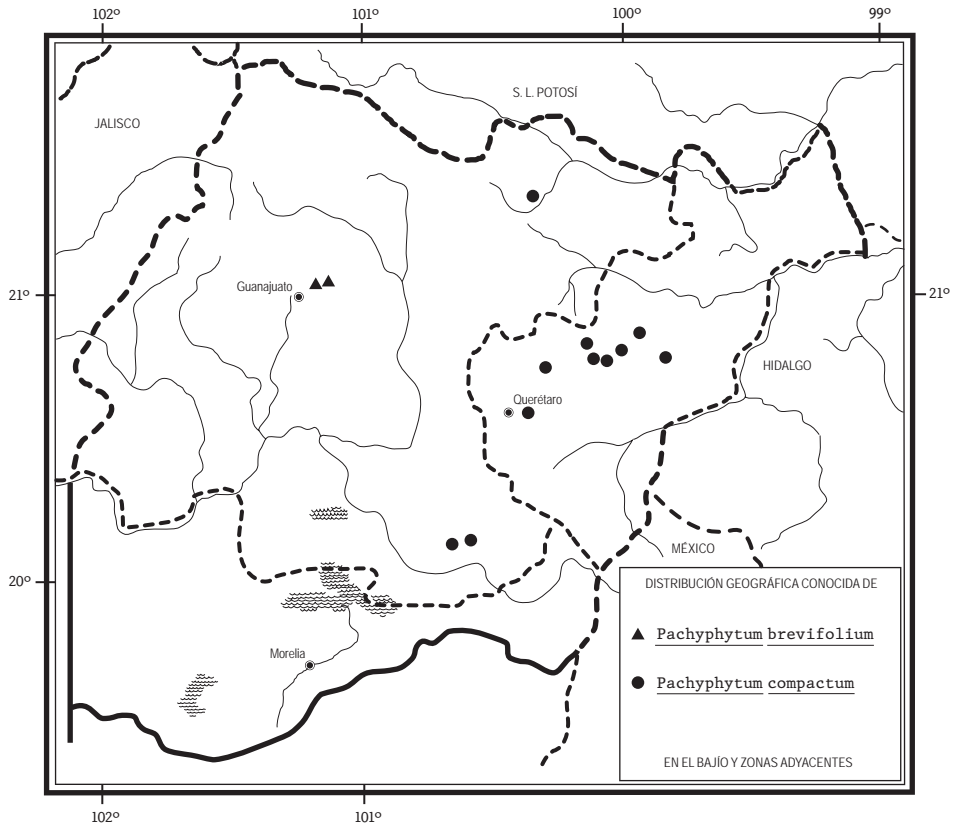 102º 101º 100º 99º
S. L. POTOSÍ
JALISCO
Guanajuato
21º 21º
HIDALGO
Querétaro
MÉXICO
20º
DISTRIBUCIÓN GEOGRÁFICA CONOCIDA DE
Pachyphytum brevifolium
Morelia
Pachyphytum compactum
EN EL BAJÍO Y ZONAS ADYACENTES
102º 101º